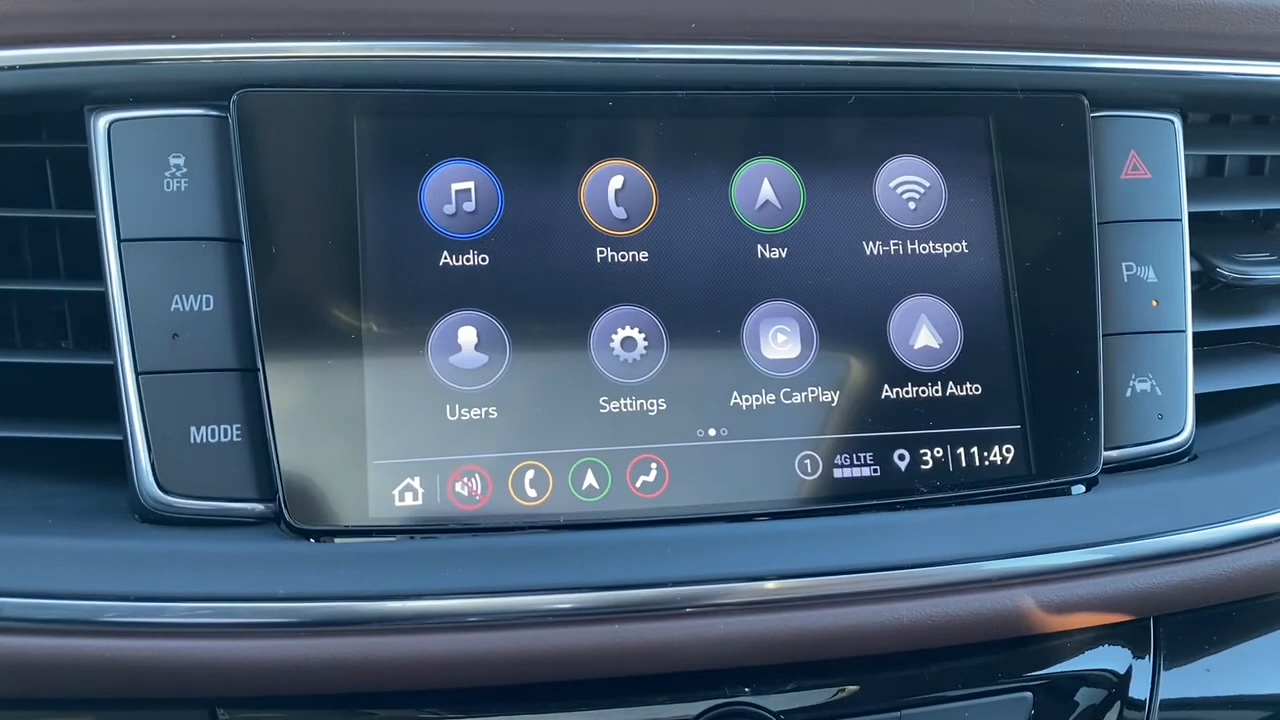 OFF
AWD
MODE
Audio
Phone
Nav
Wi-Fi Hotspot
Users
Settings
Apple CarPlay
Android Auto
1
4G LTE
3° 11:49
P